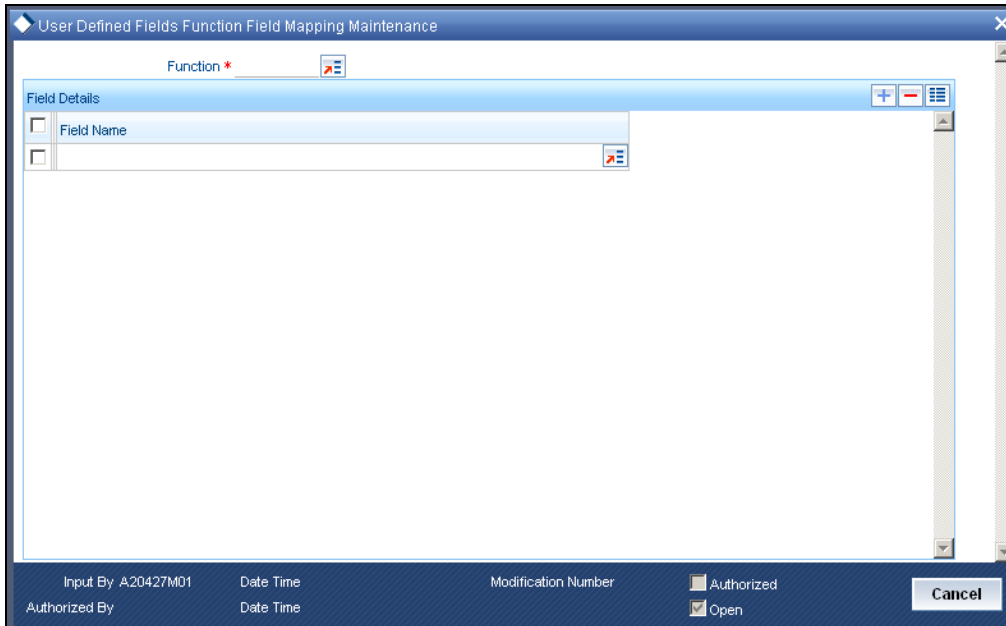 User Defined Fields Function Field Mapping Maintenance
Function *
Field Details
Field Name
Input By A20427M01 Date Time Modification Number Authorized
Authorized By Date Time Open
Cancel